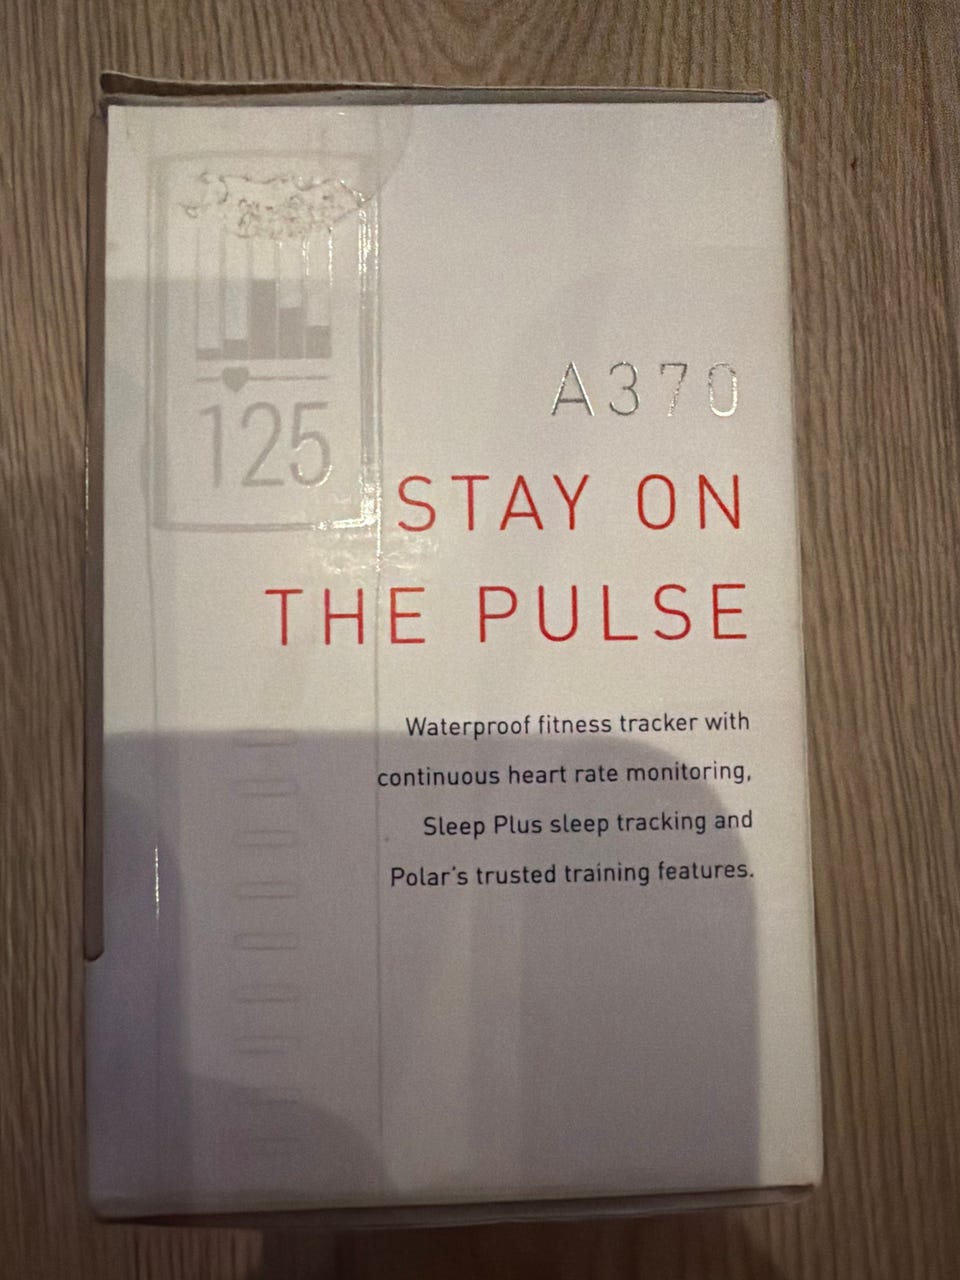 125
A370
STAY ON
THE PULSE
Waterproof fitness tracker with
continuous heart rate monitoring,
Sleep Plus sleep tracking and
Polar's trusted training features.